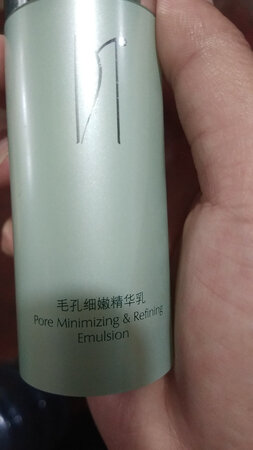 毛孔细嫩精华乳
Pore Minimizing & Refining
Emulsion